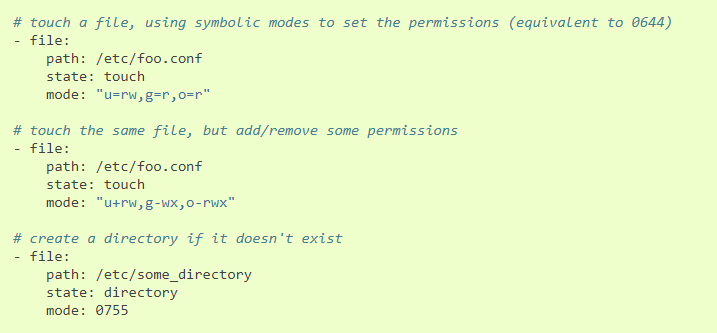 # touch a file, using symbolic modes to set the permissions (equivalent to 0644)
- file:
    path: /etc/foo.conf
    state: touch
    mode: "u=rw,g=r,o=r"

# touch the same file, but add/remove some permissions
- file:
    path: /etc/foo.conf
    state: touch
    mode: "u+rw,g-wx,o-rwx"

# create a directory if it doesn't exist
- file:
    path: /etc/some_directory
    state: directory
    mode: 0755